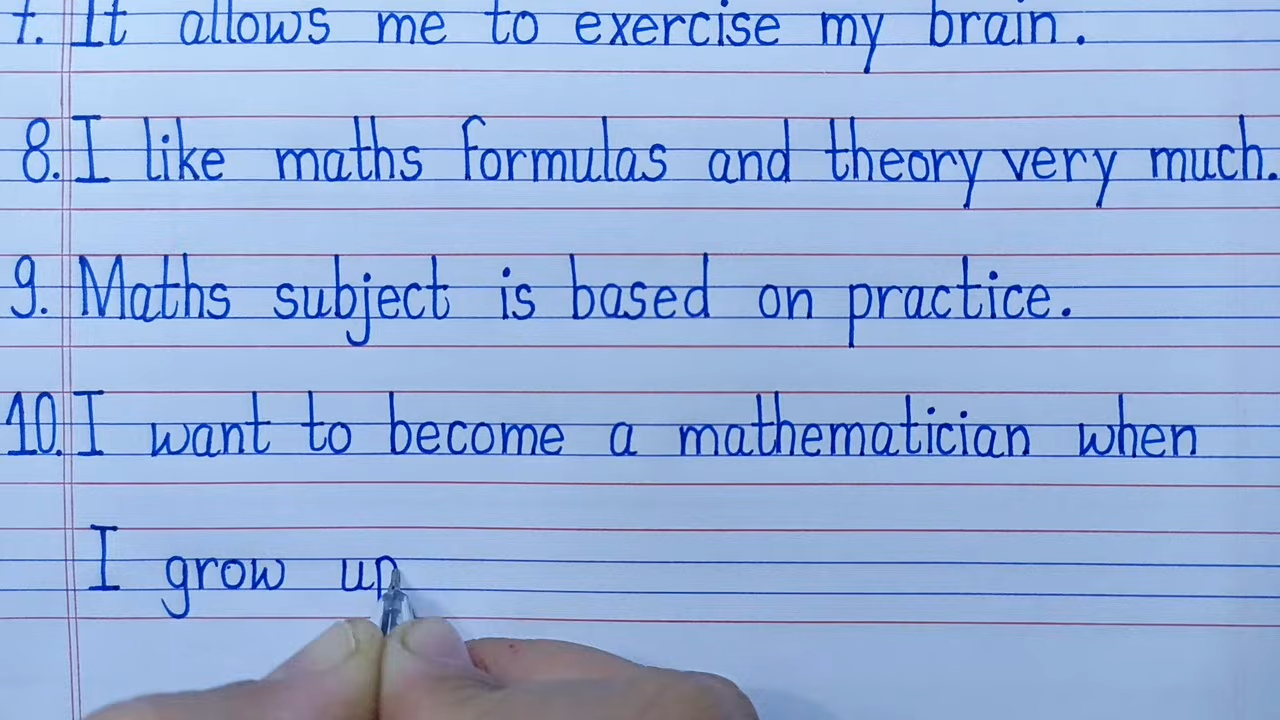 7. It allows me to exercise my brain.
8. I like maths formulas and theory very much.
9. Maths subject is based on practice.
10. I want to become a mathematician when
I grow up